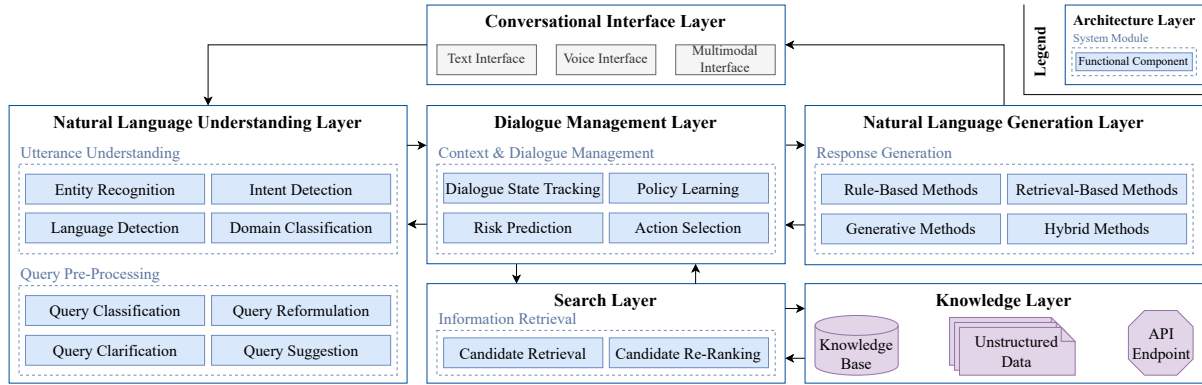 Conversational Interface Layer
Text Interface
Voice Interface
Multimodal
Interface
Legend
Architecture Layer
System Module
Functional Component
Natural Language Understanding Layer
Utterance Understanding
Entity Recognition
Intent Detection
Language Detection
Domain Classification
Query Pre-Processing
Query Classification
Query Reformulation
Query Clarification
Query Suggestion
Dialogue Management Layer
Context & Dialogue Management
Dialogue State Tracking
Policy Learning
Risk Prediction
Action Selection
Natural Language Generation Layer
Response Generation
Rule-Based Methods
Retrieval-Based Methods
Generative Methods
Hybrid Methods
Search Layer
Information Retrieval
Candidate Retrieval
Candidate Re-Ranking
Knowledge Layer
Knowledge
Base
Unstructured
Data
API
Endpoint